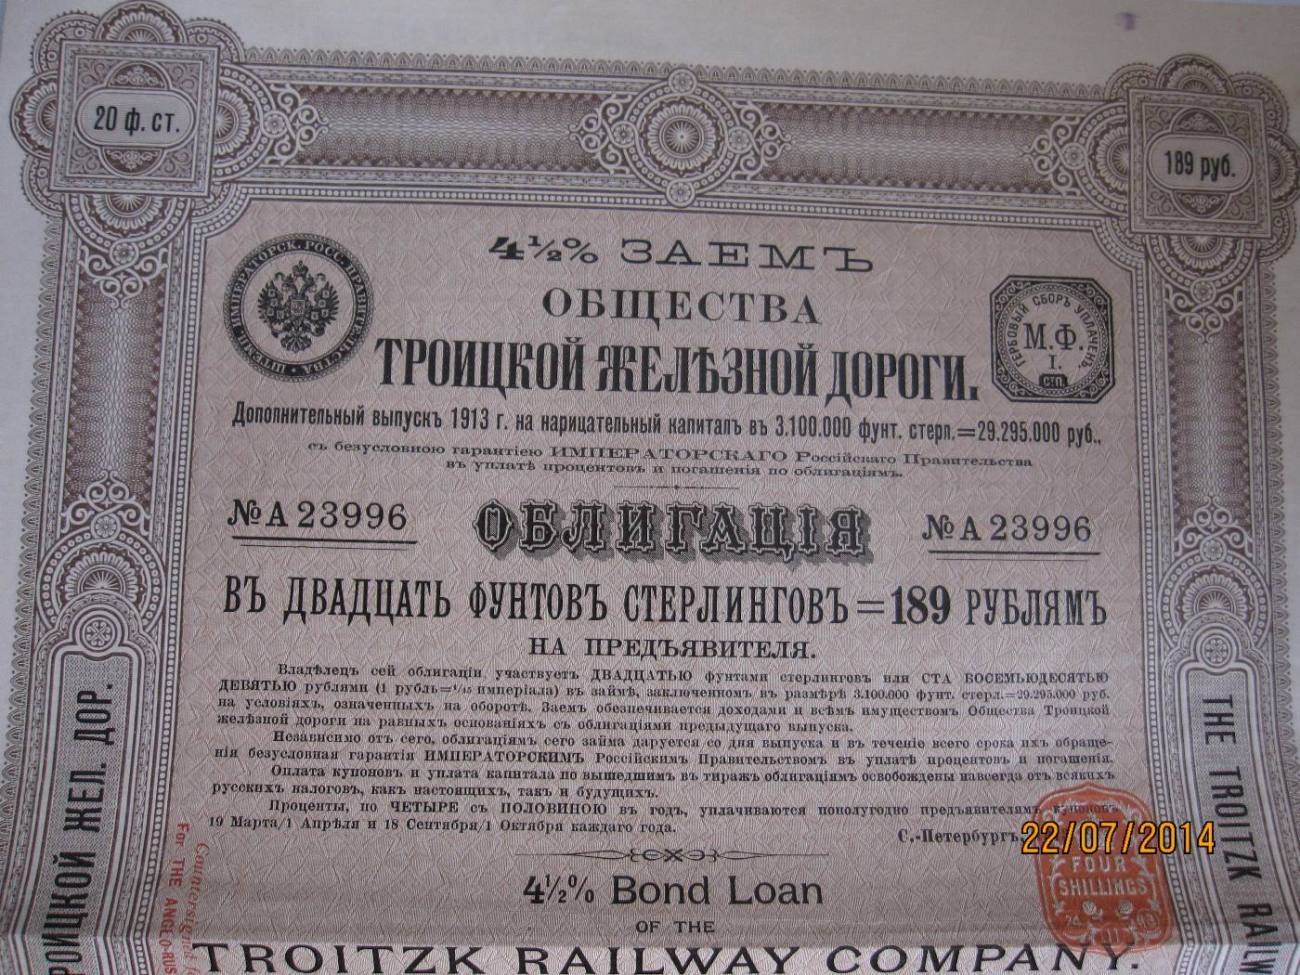 20 ф. ст.
189 руб.
4½% ЗАЕМЪ
ОБЩЕСТВА
ТРОИЦКОЙ ЖЕЛѢЗНОЙ ДОРОГИ.
ГЕРБОВЫЙ СБОРЪ УПЛАЧЕНЪ
М.Ф.
I.
СТП.
Дополнительный выпускъ 1913 г. на нарицательный капиталъ въ 3.100.000 фунт. стерл.=29.295.000 руб.,
съ безусловною гарантіею ИМПЕРАТОРСКАГО Россійскаго Правительства
въ уплатѣ процентовъ и погашенія по облигаціямъ.
№ А 23996
ОБЛИГАЦІЯ
№ А 23996
ВЪ ДВАДЦАТЬ ФУНТОВЪ СТЕРЛИНГОВЪ = 189 РУБЛЯМЪ
НА ПРЕДЪЯВИТЕЛЯ.
Владѣлецъ сей облигаціи участвуетъ ДВАДЦАТЬЮ фунтами стерлинговъ или СТА ВОСЕМЬЮДЕСЯТЬЮ
ДЕВЯТЬЮ рублями (1 рубль=¹/₁₅ имперіала) въ займѣ, заключенномъ въ размѣрѣ 3.100.000 фунт. стерл.=29.295.000 руб.
на условіяхъ, означенныхъ на оборотѣ. Заемъ обезпечивается доходами и всѣмъ имуществомъ Общества Троицкой
желѣзной дороги на равныхъ основаніяхъ съ облигаціями предыдущаго выпуска.
Независимо отъ сего, облигаціямъ сего займа даруется со дня выпуска и въ теченіе всего срока ихъ обраще-
нія безусловная гарантія ИМПЕРАТОРСКИМЪ Россійскимъ Правительствомъ въ уплатѣ процентовъ и погашенія.
Оплата купоновъ и уплата капитала по вышедшимъ въ тиражъ облигаціямъ освобождены навсегда отъ всякихъ
русскихъ налоговъ, какъ настоящихъ, такъ и будущихъ.
Проценты, по ЧЕТЫРЕ съ ПОЛОВИНОЮ въ годъ, уплачиваются пополугодно предъявителямъ купоновъ
19 Марта/1 Апрѣля и 18 Сентября/1 Октября каждаго года.
С.-Петербургъ,
22/07/2014
FOUR
SHILLINGS
4½% Bond Loan
OF THE
TROITZK RAILWAY COMPANY.
РОИЦКОЙ ЖЕЛ. ДОР.
THE TROITZK RAILW
Countersigned
For THE ANGLO-RUS